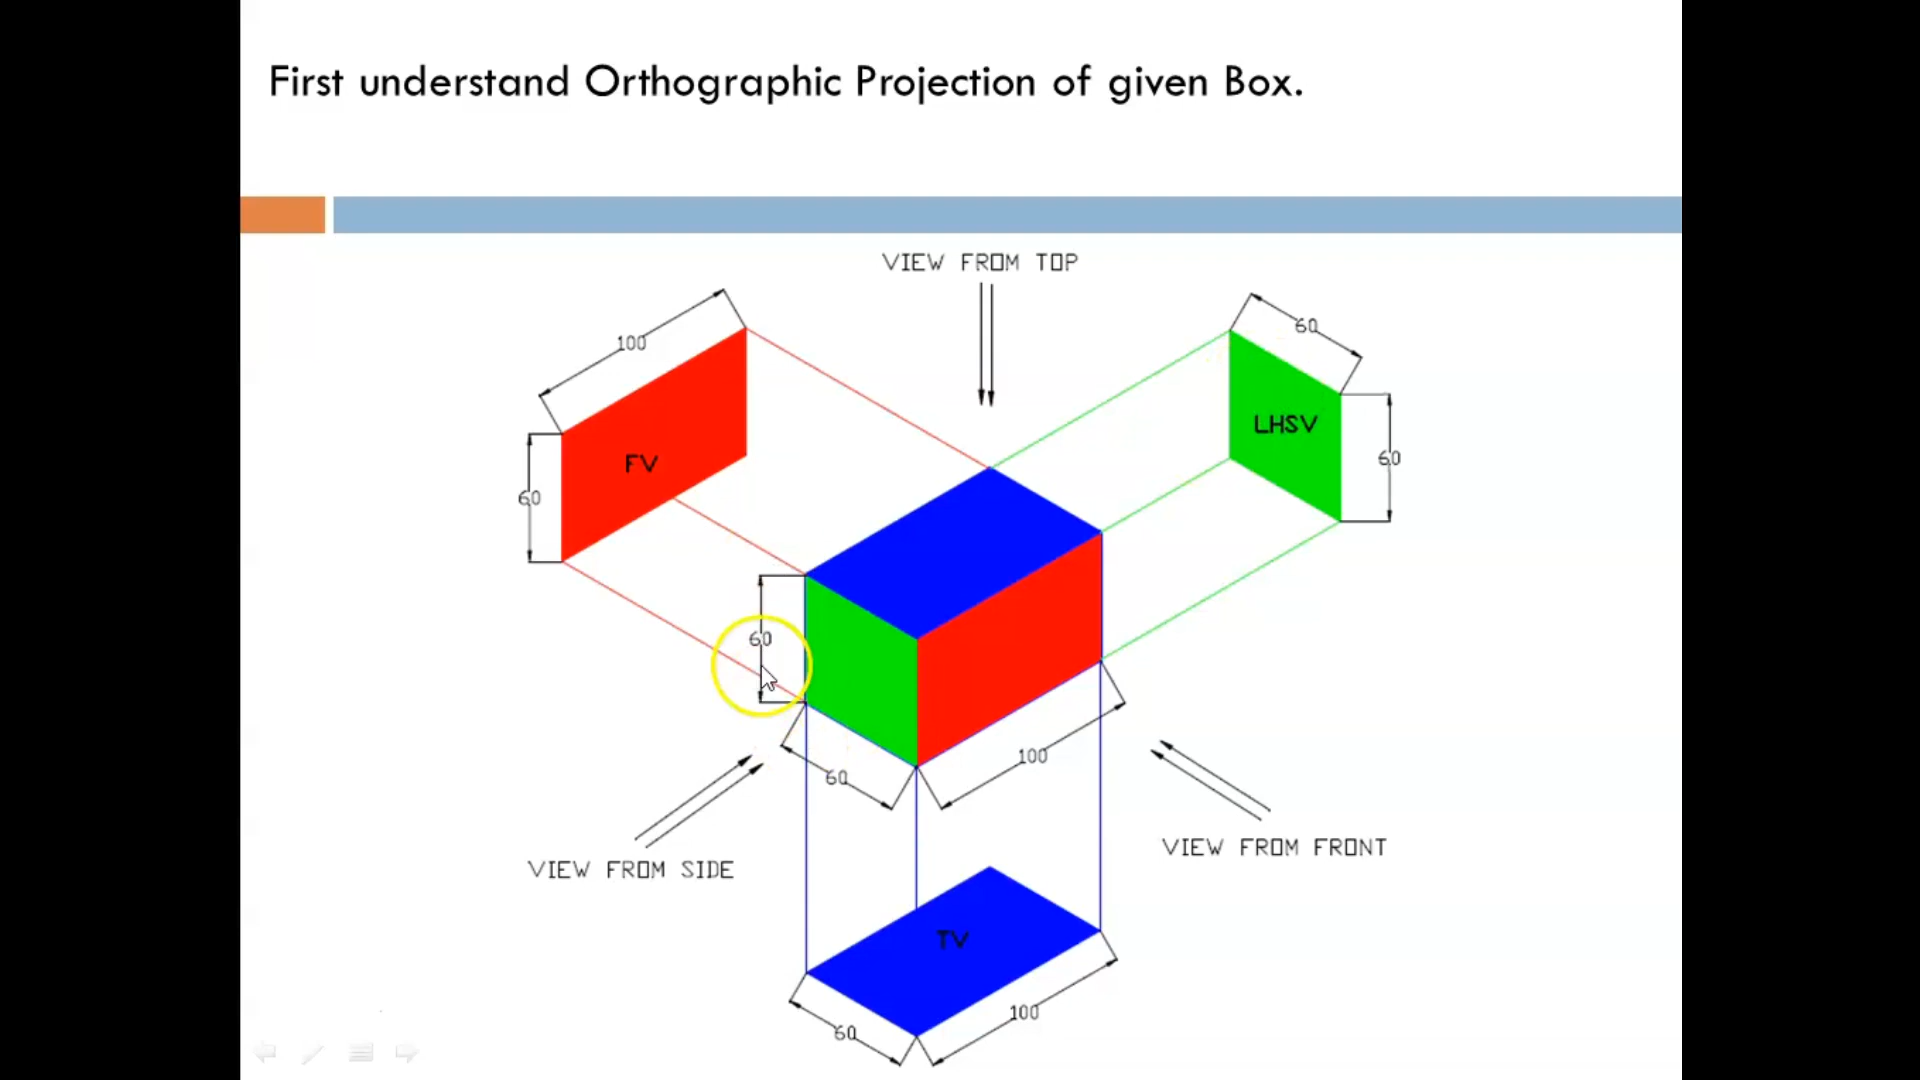 First understand Orthographic Projection of given Box.
VIEW FROM TOP
100
60
LHSV
FV
60
60
60
60
100
VIEW FROM SIDE
VIEW FROM FRONT
TV
60
100